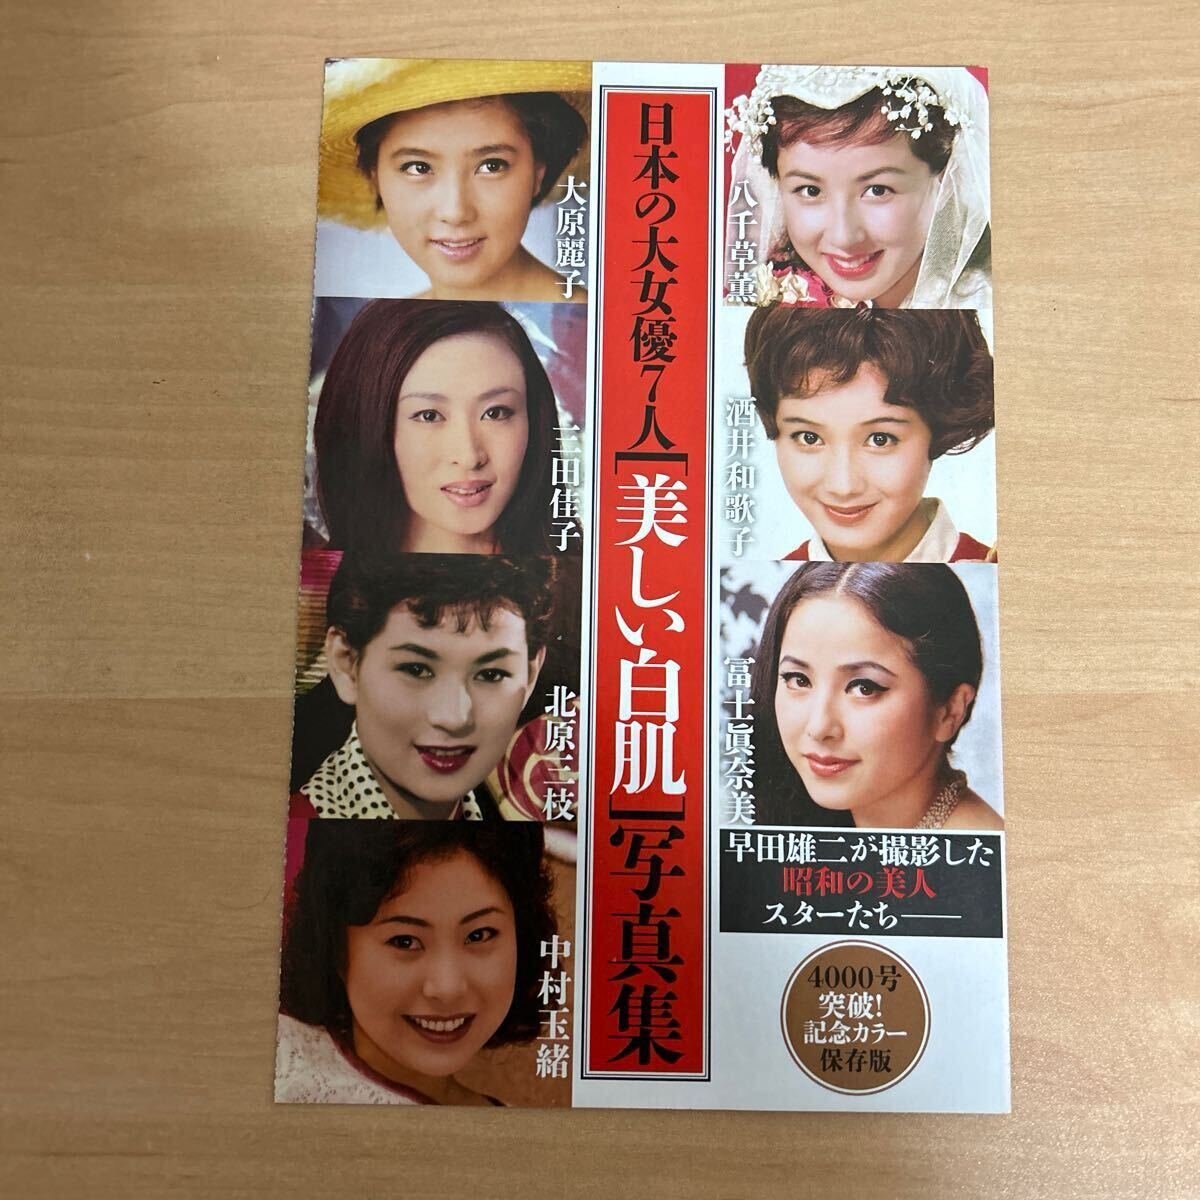 日本の大女優7人[美しい白肌]写真集
八千草薫
酒井和歌子
冨士眞奈美
大原麗子
三田佳子
北原三枝
中村玉緒
早田雄二が撮影した
昭和の美人
スターたち――
4000号
突破!
記念カラー
保存版